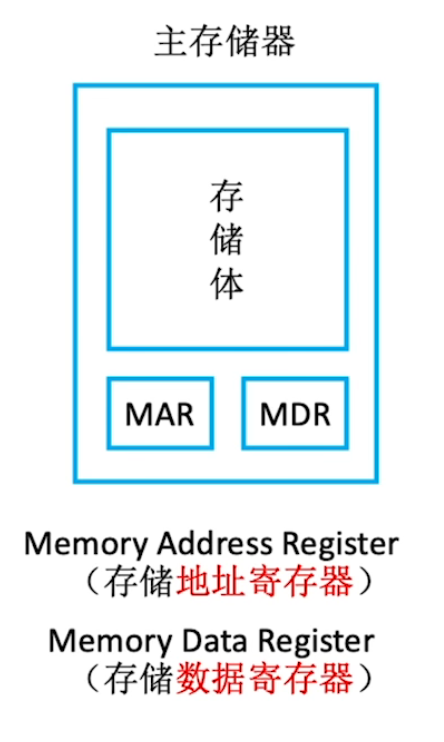 主存储器
存
储
体
MAR MDR
Memory Address Register
（存储地址寄存器）
Memory Data Register
（存储数据寄存器）